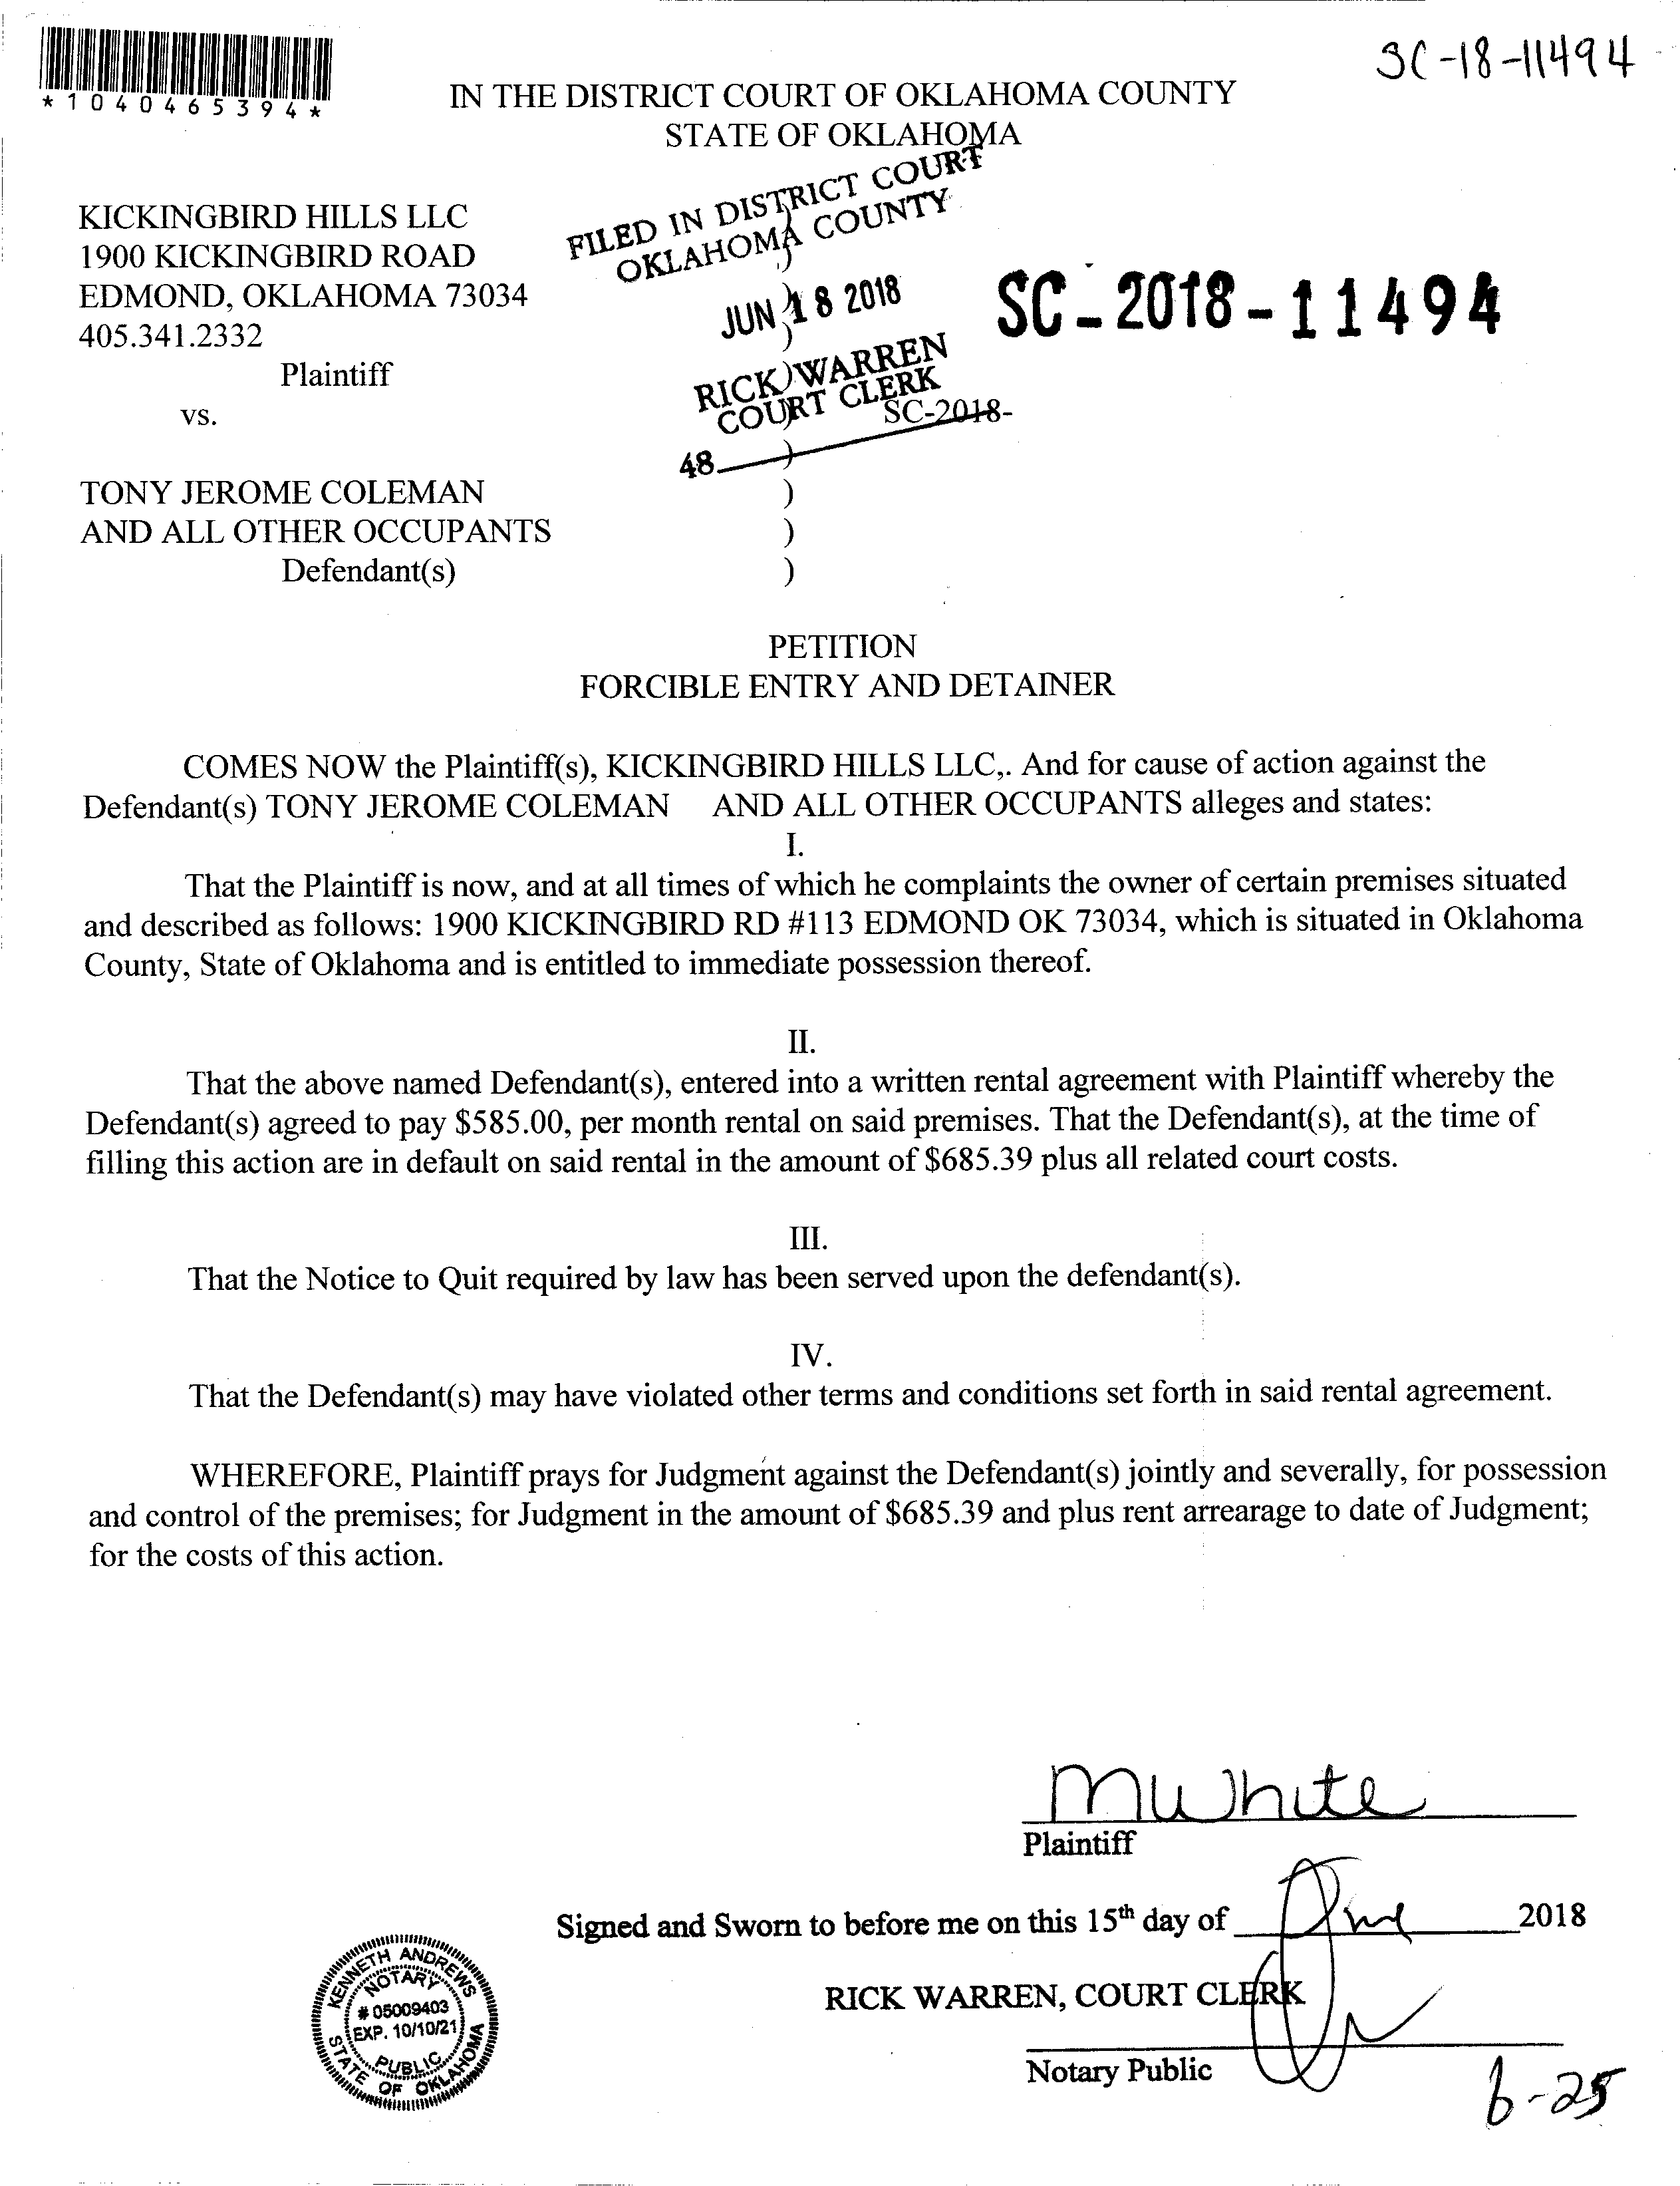 SC-18-11494
*1040465394*
IN THE DISTRICT COURT OF OKLAHOMA COUNTY
STATE OF OKLAHOMA
FILED IN DISTRICT COURT
OKLAHOMA COUNTY
JUN 18 2018
RICK WARREN
COURT CLERK
48
SC-2018-11494
KICKINGBIRD HILLS LLC
1900 KICKINGBIRD ROAD
EDMOND, OKLAHOMA 73034
405.341.2332
Plaintiff
vs.
SC-2018-
TONY JEROME COLEMAN
AND ALL OTHER OCCUPANTS
Defendant(s)
)
)
)
)
)
)
)
)
PETITION
FORCIBLE ENTRY AND DETAINER
COMES NOW the Plaintiff(s), KICKINGBIRD HILLS LLC,. And for cause of action against the
Defendant(s) TONY JEROME COLEMAN AND ALL OTHER OCCUPANTS alleges and states:
I.
That the Plaintiff is now, and at all times of which he complaints the owner of certain premises situated
and described as follows: 1900 KICKINGBIRD RD #113 EDMOND OK 73034, which is situated in Oklahoma
County, State of Oklahoma and is entitled to immediate possession thereof.
II.
That the above named Defendant(s), entered into a written rental agreement with Plaintiff whereby the
Defendant(s) agreed to pay $585.00, per month rental on said premises. That the Defendant(s), at the time of
filling this action are in default on said rental in the amount of $685.39 plus all related court costs.
III.
That the Notice to Quit required by law has been served upon the defendant(s).
IV.
That the Defendant(s) may have violated other terms and conditions set forth in said rental agreement.
WHEREFORE, Plaintiff prays for Judgment against the Defendant(s) jointly and severally, for possession
and control of the premises; for Judgment in the amount of $685.39 and plus rent arrearage to date of Judgment;
for the costs of this action.
MWhite
Plaintiff
Signed and Sworn to before me on this 15th day of June 2018
RICK WARREN, COURT CLERK
Notary Public
KENNETH ANDREWS
NOTARY
# 05009403
EXP. 10/10/21
PUBLIC
STATE OF OKLAHOMA
6-25